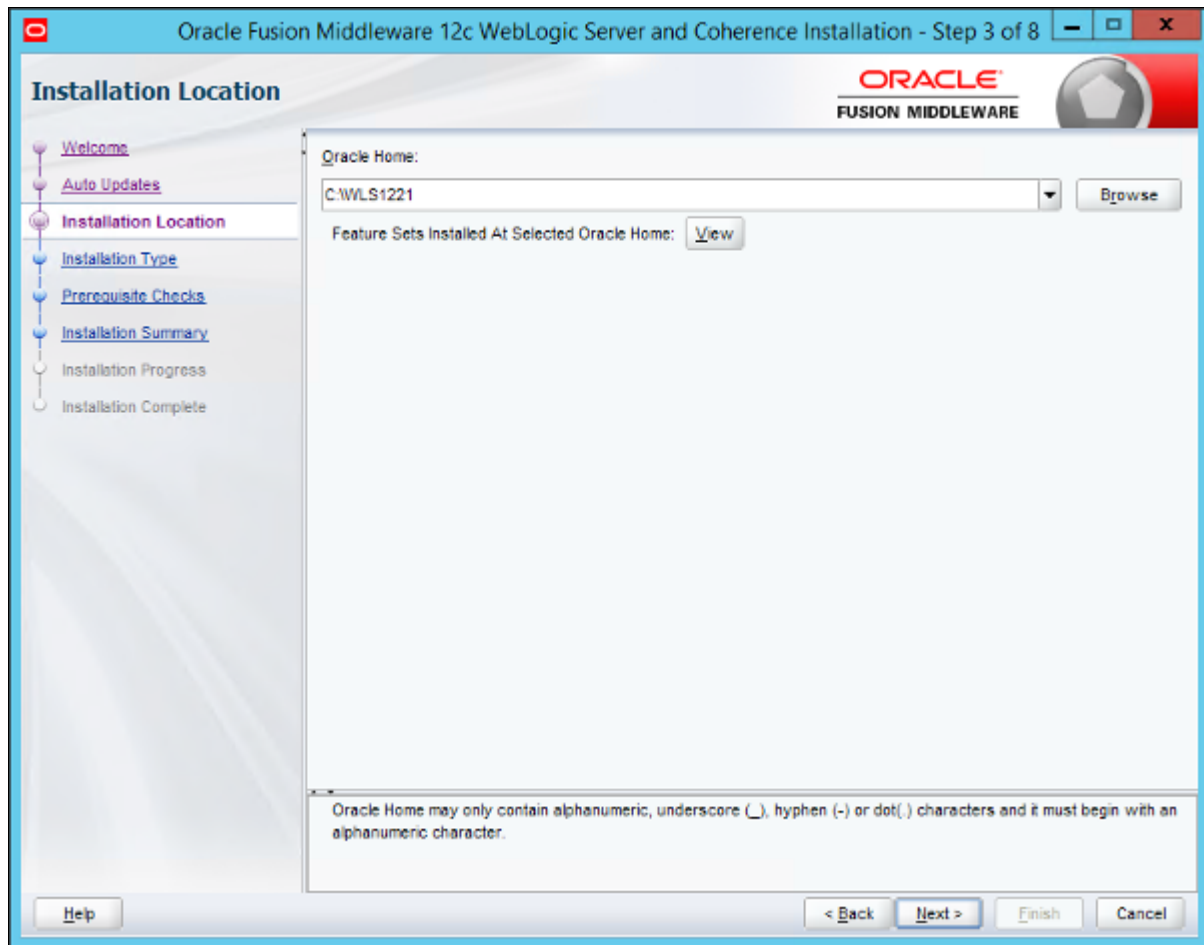 Oracle Fusion Middleware 12c WebLogic Server and Coherence Installation - Step 3 of 8
Installation Location
ORACLE
FUSION MIDDLEWARE
Welcome
Auto Updates
Installation Location
Installation Type
Prerequisite Checks
Installation Summary
Installation Progress
Installation Complete
Oracle Home:
C:\WLS1221
Browse
Feature Sets Installed At Selected Oracle Home: View
Oracle Home may only contain alphanumeric, underscore (_), hyphen (-) or dot(.) characters and it must begin with an
alphanumeric character.
Help
< Back
Next >
Finish
Cancel